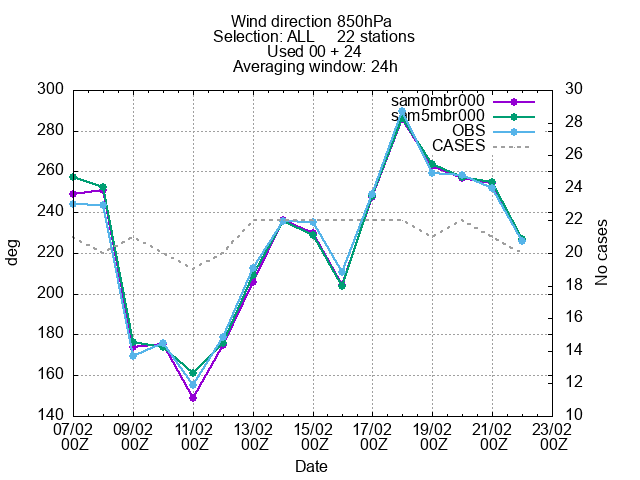 Wind direction 850hPa
Selection: ALL 22 stations
Used 00 + 24
Averaging window: 24h
300 30
280 28
260 26
240 24
220 22
200 20
180 18
160 16
140 14
12
10
sam0mbr000
sam5mbr000
OBS
CASES
deg
No cases
07/02 09/02 11/02 13/02 15/02 17/02 19/02 21/02 23/02
00Z 00Z 00Z 00Z 00Z 00Z 00Z 00Z 00Z
Date